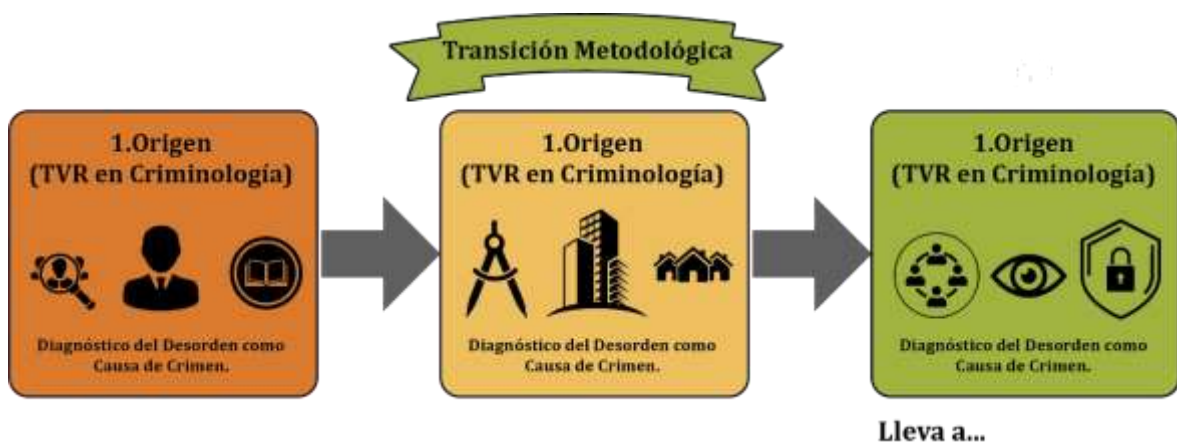 Transición Metodológica
1.Origen
(TVR en Criminología)
Diagnóstico del Desorden como
Causa de Crimen.
1.Origen
(TVR en Criminología)
Diagnóstico del Desorden como
Causa de Crimen.
1.Origen
(TVR en Criminología)
Diagnóstico del Desorden como
Causa de Crimen.
Lleva a...